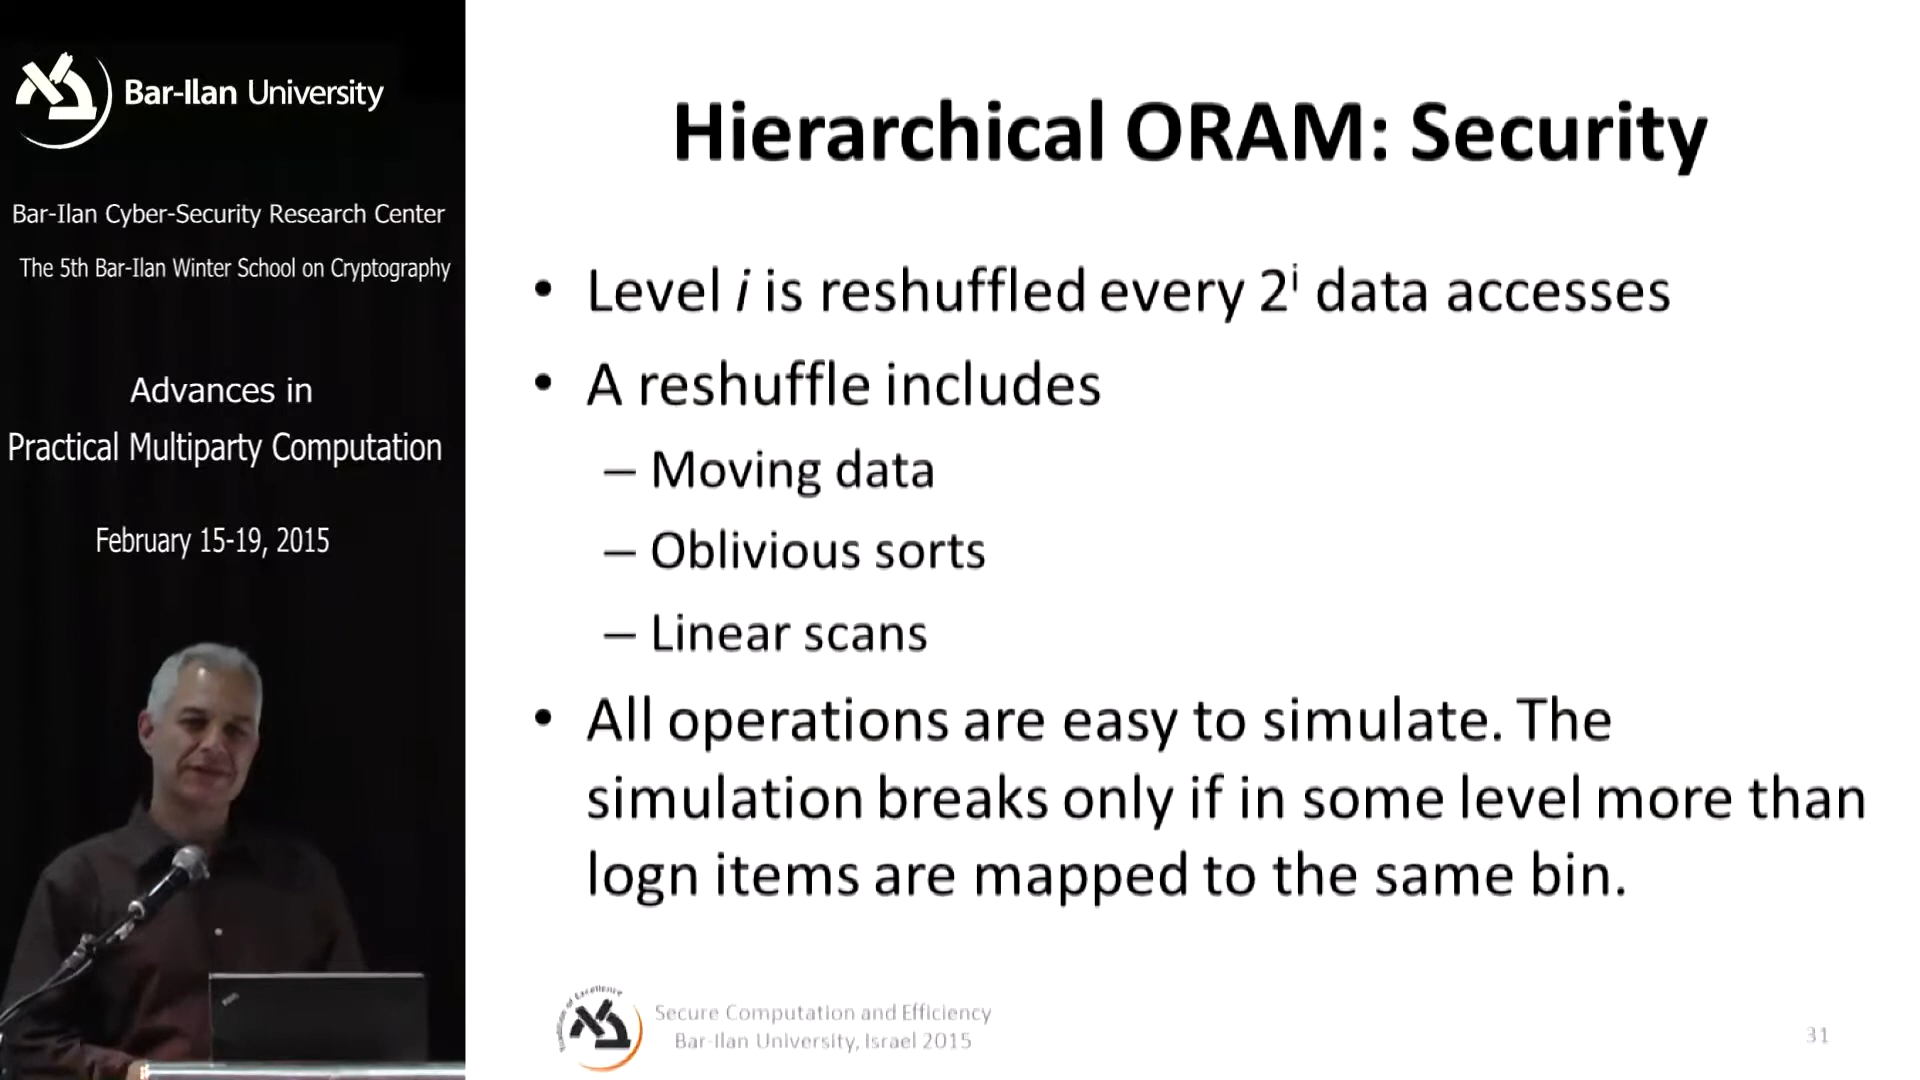 Bar-Ilan University
Bar-Ilan Cyber-Security Research Center
The 5th Bar-Ilan Winter School on Cryptography
Advances in
Practical Multiparty Computation
February 15-19, 2015
Hierarchical ORAM: Security
• Level i is reshuffled every 2ⁱ data accesses
• A reshuffle includes
– Moving data
– Oblivious sorts
– Linear scans
• All operations are easy to simulate. The
simulation breaks only if in some level more than
logn items are mapped to the same bin.
Secure Computation and Efficiency
Bar-Ilan University, Israel 2015
31